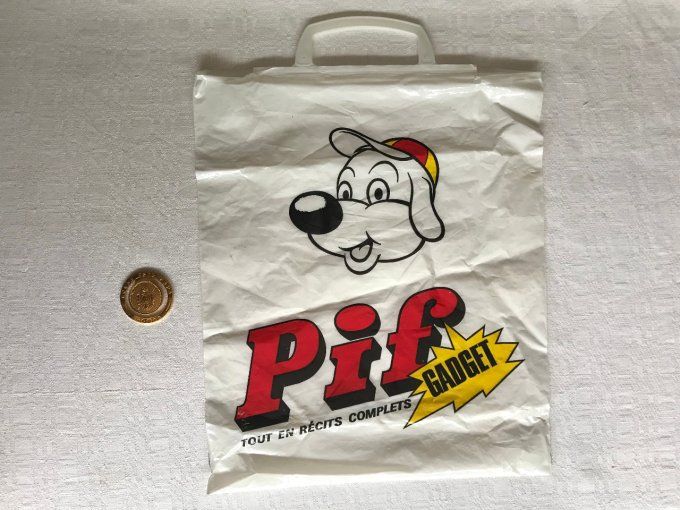 Pif
GADGET
TOUT EN RÉCITS COMPLETS